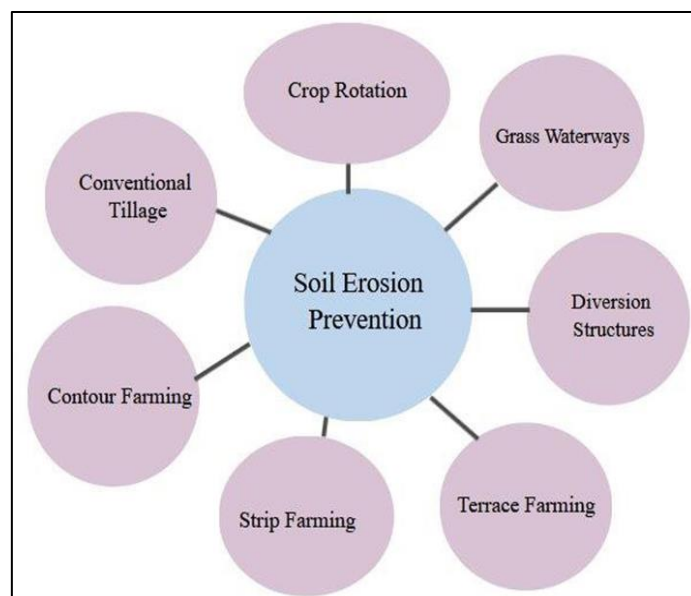 Crop Rotation
Grass Waterways
Conventional
Tillage
Soil Erosion
Prevention
Diversion
Structures
Contour Farming
Strip Farming
Terrace Farming